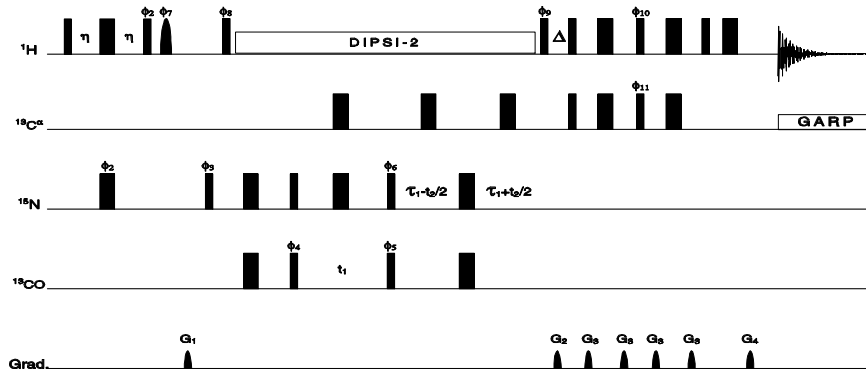 ϕ₂ ϕ₇ ϕ₈ ϕ₉ ϕ₁₀
¹H η η DIPSI-2 Δ
ϕ₁₁
¹³Cᵅ GARP
ϕ₂ ϕ₃ ϕ₆
¹⁵N τ₁-t₂/2 τ₁+t₂/2
ϕ₄ ϕ₅
¹³CO t₁
G₁ G₂ G₃ G₃ G₃ G₃ G₄
Grad.